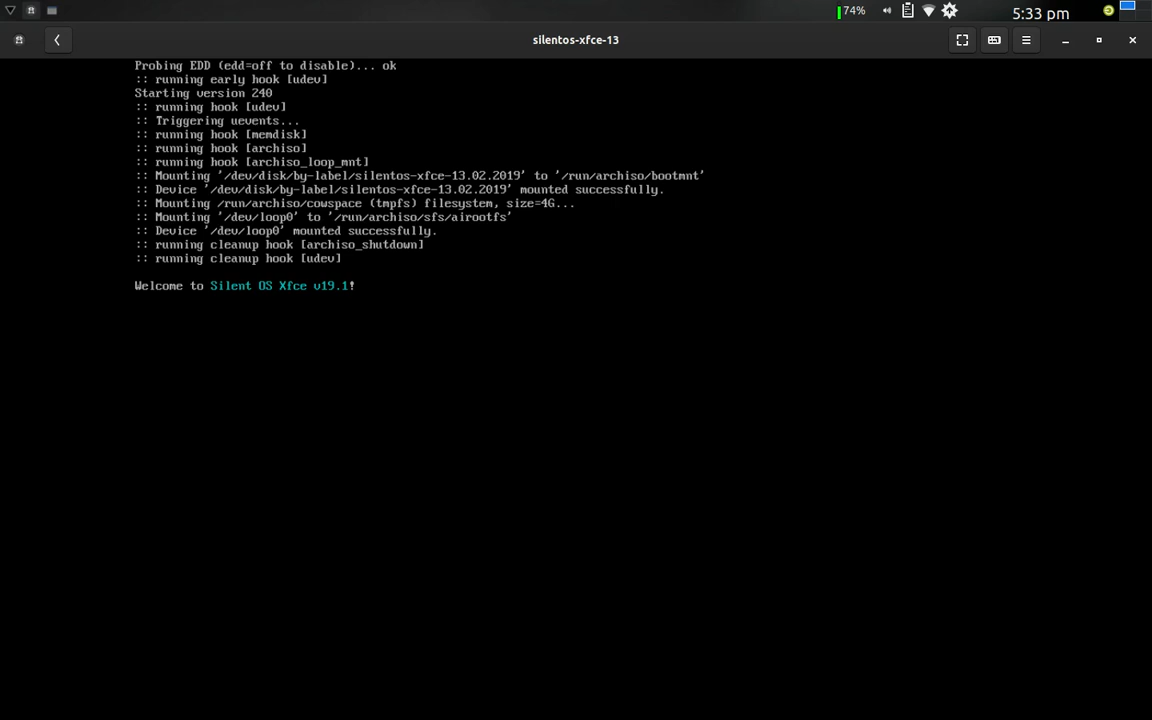 74%
5:33 pm
silentos-xfce-13
Probing EDD (edd=off to disable)... ok
:: running early hook [udev]
Starting version 240
:: running hook [udev]
:: Triggering uevents...
:: running hook [memdisk]
:: running hook [archiso]
:: running hook [archiso_loop_mnt]
:: Mounting '/dev/disk/by-label/silentos-xfce-13.02.2019' to '/run/archiso/bootmnt'
:: Device '/dev/disk/by-label/silentos-xfce-13.02.2019' mounted successfully.
:: Mounting /run/archiso/cowspace (tmpfs) filesystem, size=4G...
:: Mounting '/dev/loop0' to '/run/archiso/sfs/airootfs'
:: Device '/dev/loop0' mounted successfully.
:: running cleanup hook [archiso_shutdown]
:: running cleanup hook [udev]
Welcome to Silent OS Xfce v19.1!